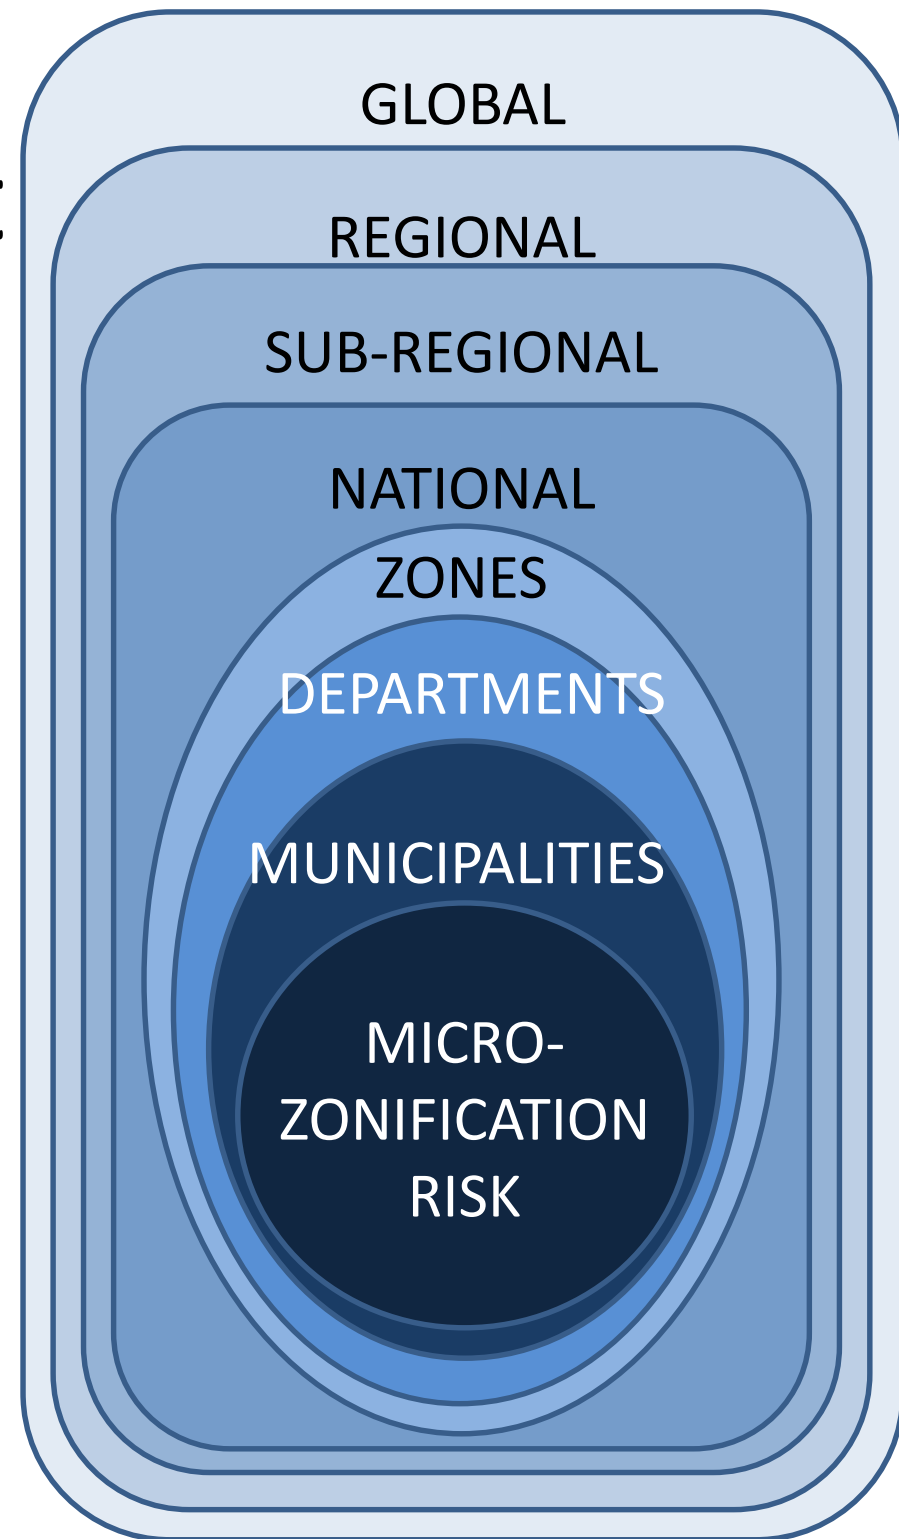 GLOBAL
REGIONAL
SUB-REGIONAL
NATIONAL
ZONES
DEPARTMENTS
MUNICIPALITIES
MICRO-
ZONIFICATION
RISK